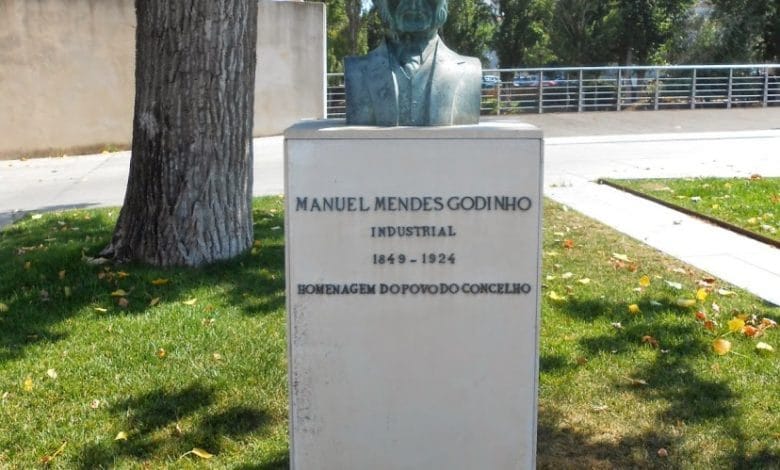 MANUEL MENDES GODINHO
INDUSTRIAL
1849 - 1924
HOMENAGEM DO POVO DO CONCELHO